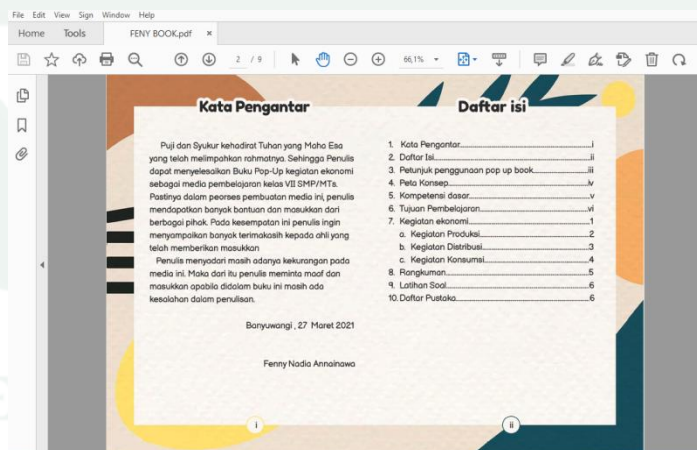 File Edit View Sign Window Help
Home Tools FENY BOOK.pdf ×
2 / 9 66,1%
Kata Pengantar
Puji dan Syukur kehadirat Tuhan yang Maha Esa
yang telah melimpahkan rahmatnya. Sehingga Penulis
dapat menyelesaikan Buku Pop-Up kegiatan ekonomi
sebagai media pembelajaran kelas VII SMP/MTs.
Pastinya dalam peorses pembuatan media ini, penulis
mendapatkan banyak bantuan dan masukkan dari
berbagai pihak. Pada kesempatan ini penulis ingin
menyampaikan banyak terimakasih kepada ahli yang
telah memberikan masukkan
Penulis menyadari masih adanya kekurangan pada
media ini. Maka dari itu penulis meminta maaf dan
masukkan apabila didalam buku ini masih ada
kesalahan dalam penulisan.
Banyuwangi , 27 Maret 2021
Fenny Nadia Annainawa
i
Daftar isi
1. Kata Pengantar...i
2. Daftar Isi...ii
3. Petunjuk penggunaan pop up book...iii
4. Peta Konsep...iv
5. Kompetensi dasar...v
6. Tujuan Pembelajaran...vi
7. Kegiatan ekonomi...1
a. Kegiatan Produksi...2
b. Kegiatan Distribusi...3
c. Kegiatan Konsumsi...4
8. Rangkuman...5
9. Latihan Soal...6
10. Daftar Pustaka...6
ii